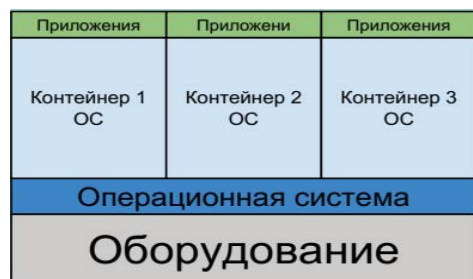 Приложения Приложени Приложения
Контейнер 1 Контейнер 2 Контейнер 3
ОС ОС ОС
Операционная система
Оборудование